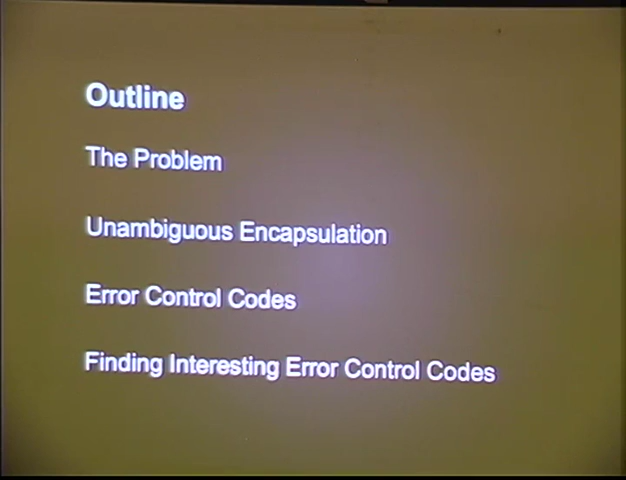 Outline
The Problem
Unambiguous Encapsulation
Error Control Codes
Finding Interesting Error Control Codes